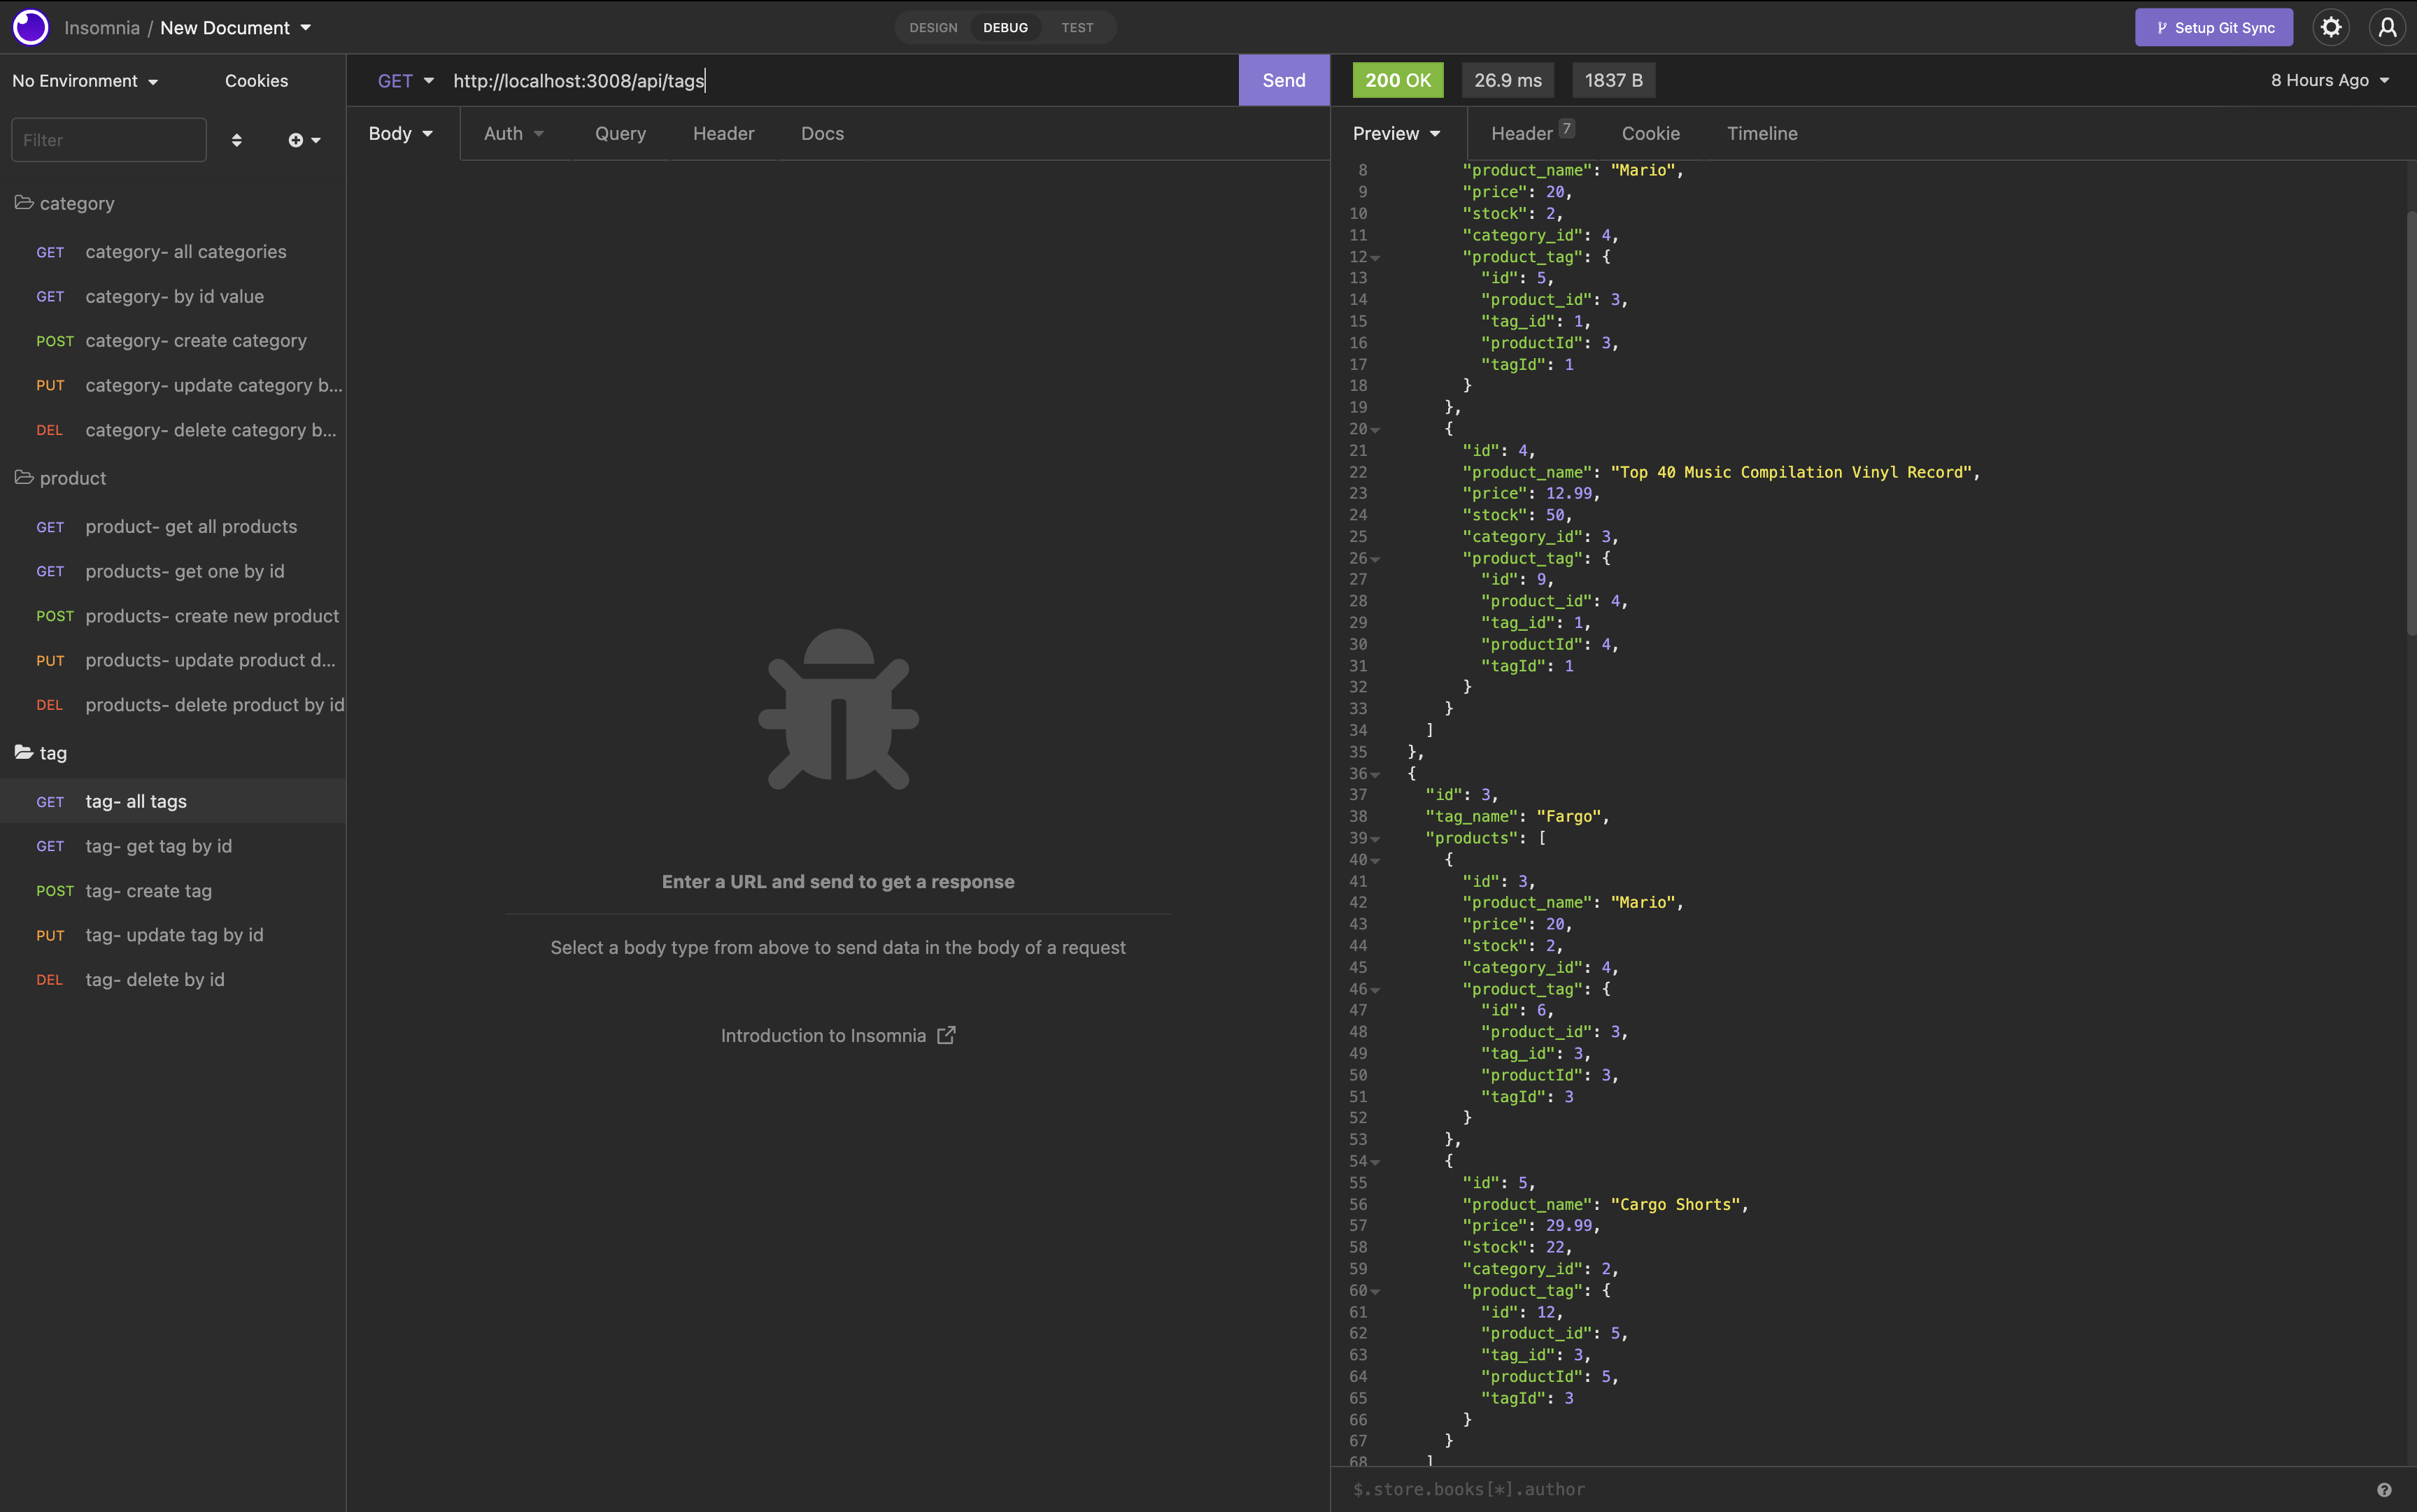 Insomnia / New Document
DESIGN DEBUG TEST
Setup Git Sync
No Environment Cookies
Filter
category
GET category- all categories
GET category- by id value
POST category- create category
PUT category- update category b...
DEL category- delete category b...
product
GET product- get all products
GET products- get one by id
POST products- create new product
PUT products- update product d...
DEL products- delete product by id
tag
GET tag- all tags
GET tag- get tag by id
POST tag- create tag
PUT tag- update tag by id
DEL tag- delete by id
GET http://localhost:3008/api/tags Send
Body Auth Query Header Docs
Enter a URL and send to get a response
Select a body type from above to send data in the body of a request
Introduction to Insomnia
200 OK 26.9 ms 1837 B 8 Hours Ago
Preview Header 7 Cookie Timeline
8 "product_name": "Mario",
9 "price": 20,
10 "stock": 2,
11 "category_id": 4,
12 "product_tag": {
13 "id": 5,
14 "product_id": 3,
15 "tag_id": 1,
16 "productId": 3,
17 "tagId": 1
18 }
19 },
20 {
21 "id": 4,
22 "product_name": "Top 40 Music Compilation Vinyl Record",
23 "price": 12.99,
24 "stock": 50,
25 "category_id": 3,
26 "product_tag": {
27 "id": 9,
28 "product_id": 4,
29 "tag_id": 1,
30 "productId": 4,
31 "tagId": 1
32 }
33 }
34 ]
35 },
36 {
37 "id": 3,
38 "tag_name": "Fargo",
39 "products": [
40 {
41 "id": 3,
42 "product_name": "Mario",
43 "price": 20,
44 "stock": 2,
45 "category_id": 4,
46 "product_tag": {
47 "id": 6,
48 "product_id": 3,
49 "tag_id": 3,
50 "productId": 3,
51 "tagId": 3
52 }
53 },
54 {
55 "id": 5,
56 "product_name": "Cargo Shorts",
57 "price": 29.99,
58 "stock": 22,
59 "category_id": 2,
60 "product_tag": {
61 "id": 12,
62 "product_id": 5,
63 "tag_id": 3,
64 "productId": 5,
65 "tagId": 3
66 }
67 }
68 ]
$.store.books[*].author